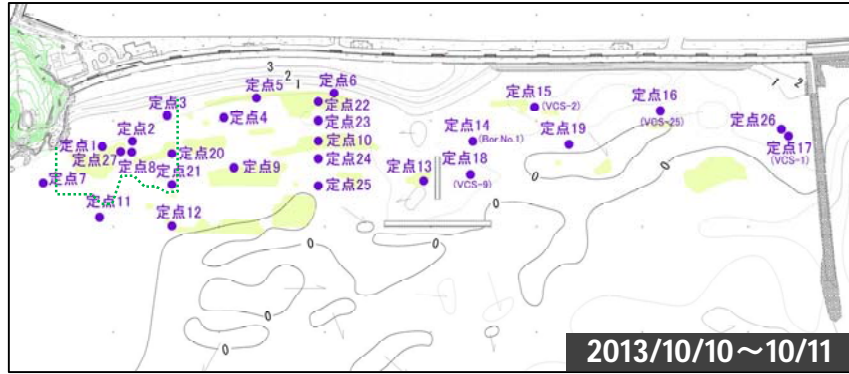 3
2
1
定点6
定点5
定点22
定点3
定点4
定点23
定点15
(VCS-2)
定点16
(VCS-25)
1
2
定点2
定点1
定点10
定点14
(Bor.No.1)
定点19
定点26
定点17
(VCS-1)
定点27
定点8
定点20
定点9
定点24
定点13
定点18
(VCS-9)
定点7
定点21
定点25
定点11
定点12
0
0
0
0
0
0
0
0
2013/10/10～10/11